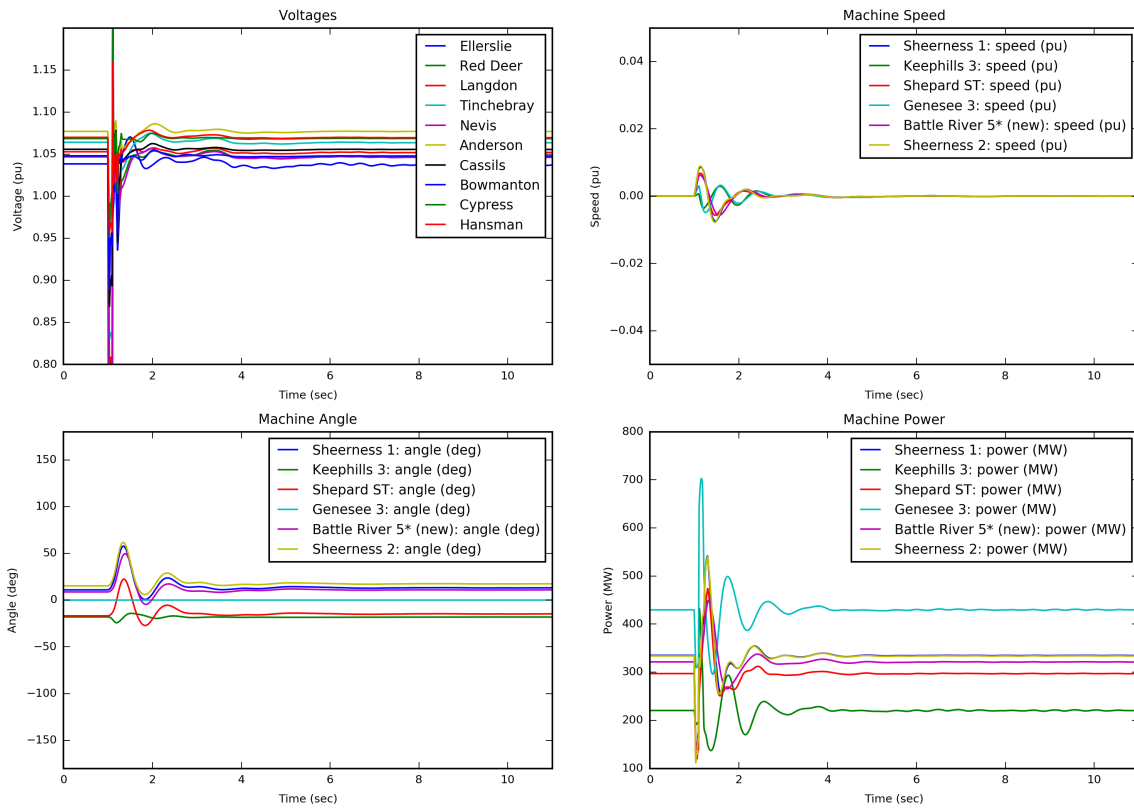 Voltages
1.15
1.10
1.05
1.00
0.95
0.90
0.85
0.80
Voltage (pu)
Ellerslie
Red Deer
Langdon
Tinchebray
Nevis
Anderson
Cassils
Bowmanton
Cypress
Hansman
0 2 4 6 8 10
Time (sec)
Machine Speed
0.04
0.02
0.00
−0.02
−0.04
Speed (pu)
Sheerness 1: speed (pu)
Keephills 3: speed (pu)
Shepard ST: speed (pu)
Genesee 3: speed (pu)
Battle River 5* (new): speed (pu)
Sheerness 2: speed (pu)
0 2 4 6 8 10
Time (sec)
Machine Angle
150
100
50
0
−50
−100
−150
Angle (deg)
Sheerness 1: angle (deg)
Keephills 3: angle (deg)
Shepard ST: angle (deg)
Genesee 3: angle (deg)
Battle River 5* (new): angle (deg)
Sheerness 2: angle (deg)
0 2 4 6 8 10
Time (sec)
Machine Power
800
700
600
500
400
300
200
100
Power (MW)
Sheerness 1: power (MW)
Keephills 3: power (MW)
Shepard ST: power (MW)
Genesee 3: power (MW)
Battle River 5* (new): power (MW)
Sheerness 2: power (MW)
0 2 4 6 8 10
Time (sec)